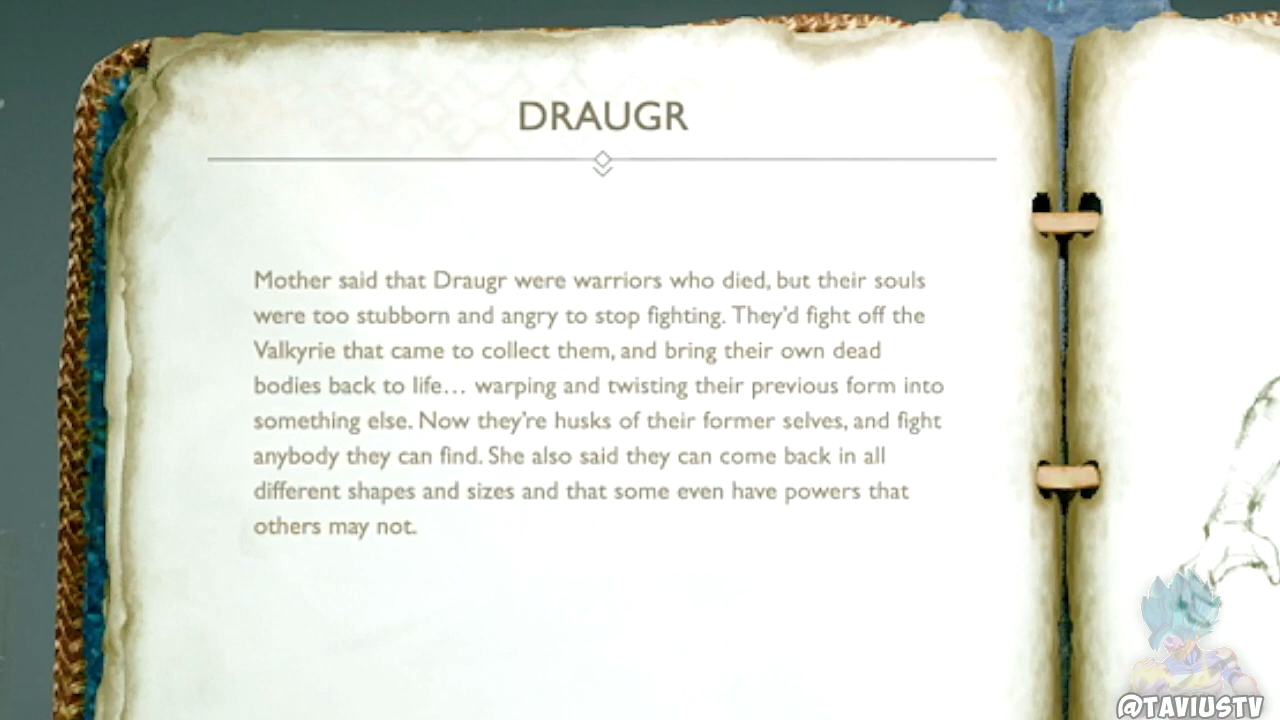 DRAUGR
Mother said that Draugr were warriors who died, but their souls
were too stubborn and angry to stop fighting. They'd fight off the
Valkyrie that came to collect them, and bring their own dead
bodies back to life... warping and twisting their previous form into
something else. Now they're husks of their former selves, and fight
anybody they can find. She also said they can come back in all
different shapes and sizes and that some even have powers that
others may not.
@TAVIUSTV